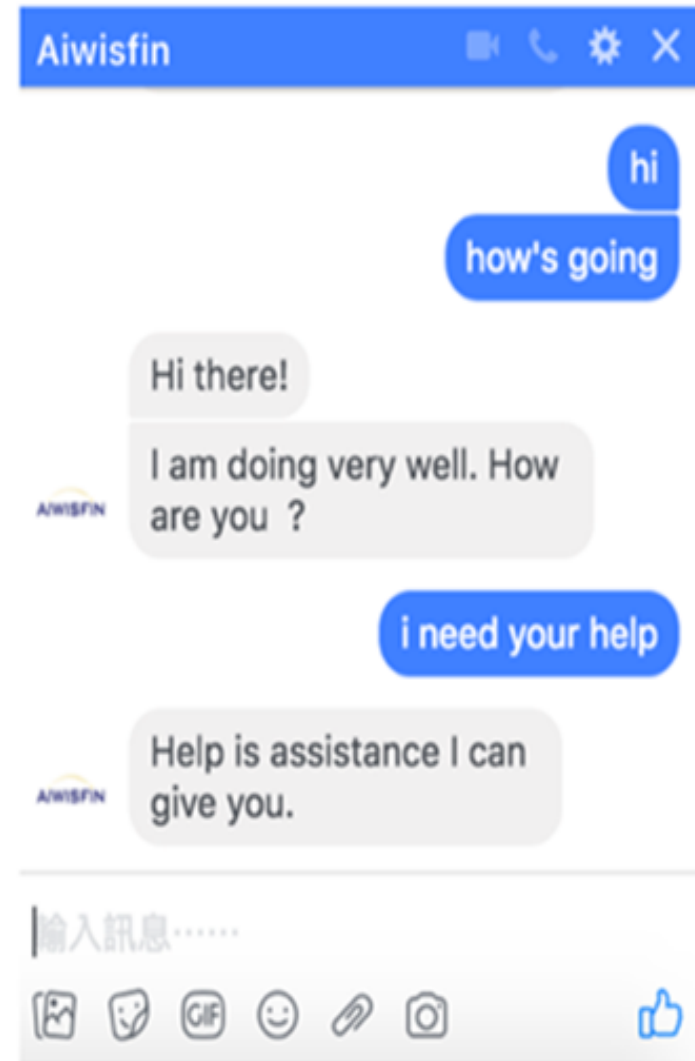 Aiwisfin
hi
how's going
Hi there!
I am doing very well. How
are you ?
AIWISFIN
i need your help
Help is assistance I can
give you.
AIWISFIN
輸入訊息……
GIF